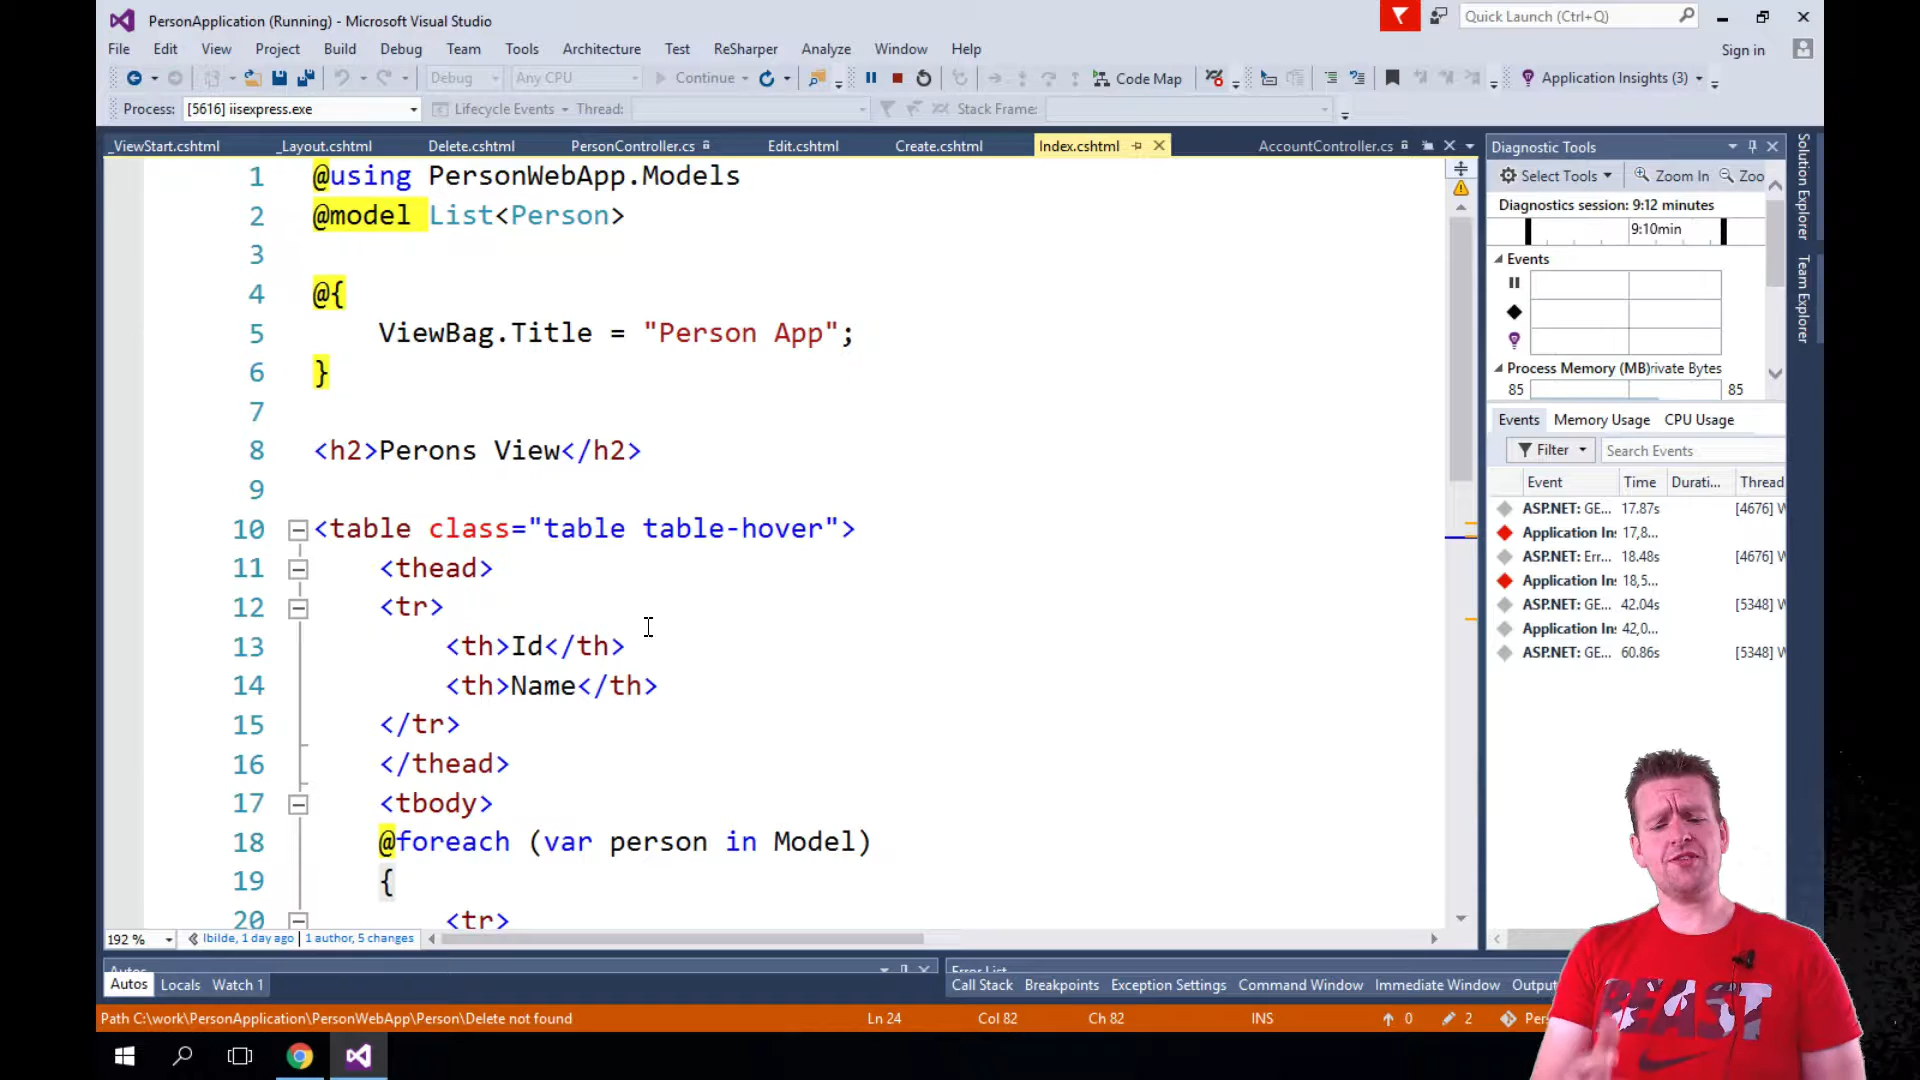 PersonApplication (Running) - Microsoft Visual Studio
Quick Launch (Ctrl+Q)
File Edit View Project Build Debug Team Tools Architecture Test ReSharper Analyze Window Help
Sign in
Debug Any CPU Continue Code Map Application Insights (3)
Process: [5616] iisexpress.exe Lifecycle Events Thread: Stack Frame:
_ViewStart.cshtml _Layout.cshtml Delete.cshtml PersonController.cs Edit.cshtml Create.cshtml Index.cshtml AccountController.cs
Diagnostic Tools
Select Tools Zoom In Zoo
Diagnostics session: 9:12 minutes
9:10min
Events
Process Memory (MB)rivate Bytes
85 85
Events Memory Usage CPU Usage
Filter Search Events
Event Time Durati... Thread
ASP.NET: GE... 17.87s [4676] W
Application Ins 17,8...
ASP.NET: Err... 18.48s [4676] W
Application Ins 18,5...
ASP.NET: GE... 42.04s [5348] W
Application Ins 42,0...
ASP.NET: GE... 60.86s [5348] W
Solution Explorer
Team Explorer
1 @using PersonWebApp.Models
2 @model List<Person>
3
4 @{
5 ViewBag.Title = "Person App";
6 }
7
8 <h2>Perons View</h2>
9
10 <table class="table table-hover">
11 <thead>
12 <tr>
13 <th>Id</th>
14 <th>Name</th>
15 </tr>
16 </thead>
17 <tbody>
18 @foreach (var person in Model)
19 {
20 <tr>
192 % lbilde, 1 day ago | 1 author, 5 changes
Autos Error List
Autos Locals Watch 1
Call Stack Breakpoints Exception Settings Command Window Immediate Window Output
Path C:\work\PersonApplication\PersonWebApp\Person\Delete not found Ln 24 Col 82 Ch 82 INS 0 2 Pers
BEAST